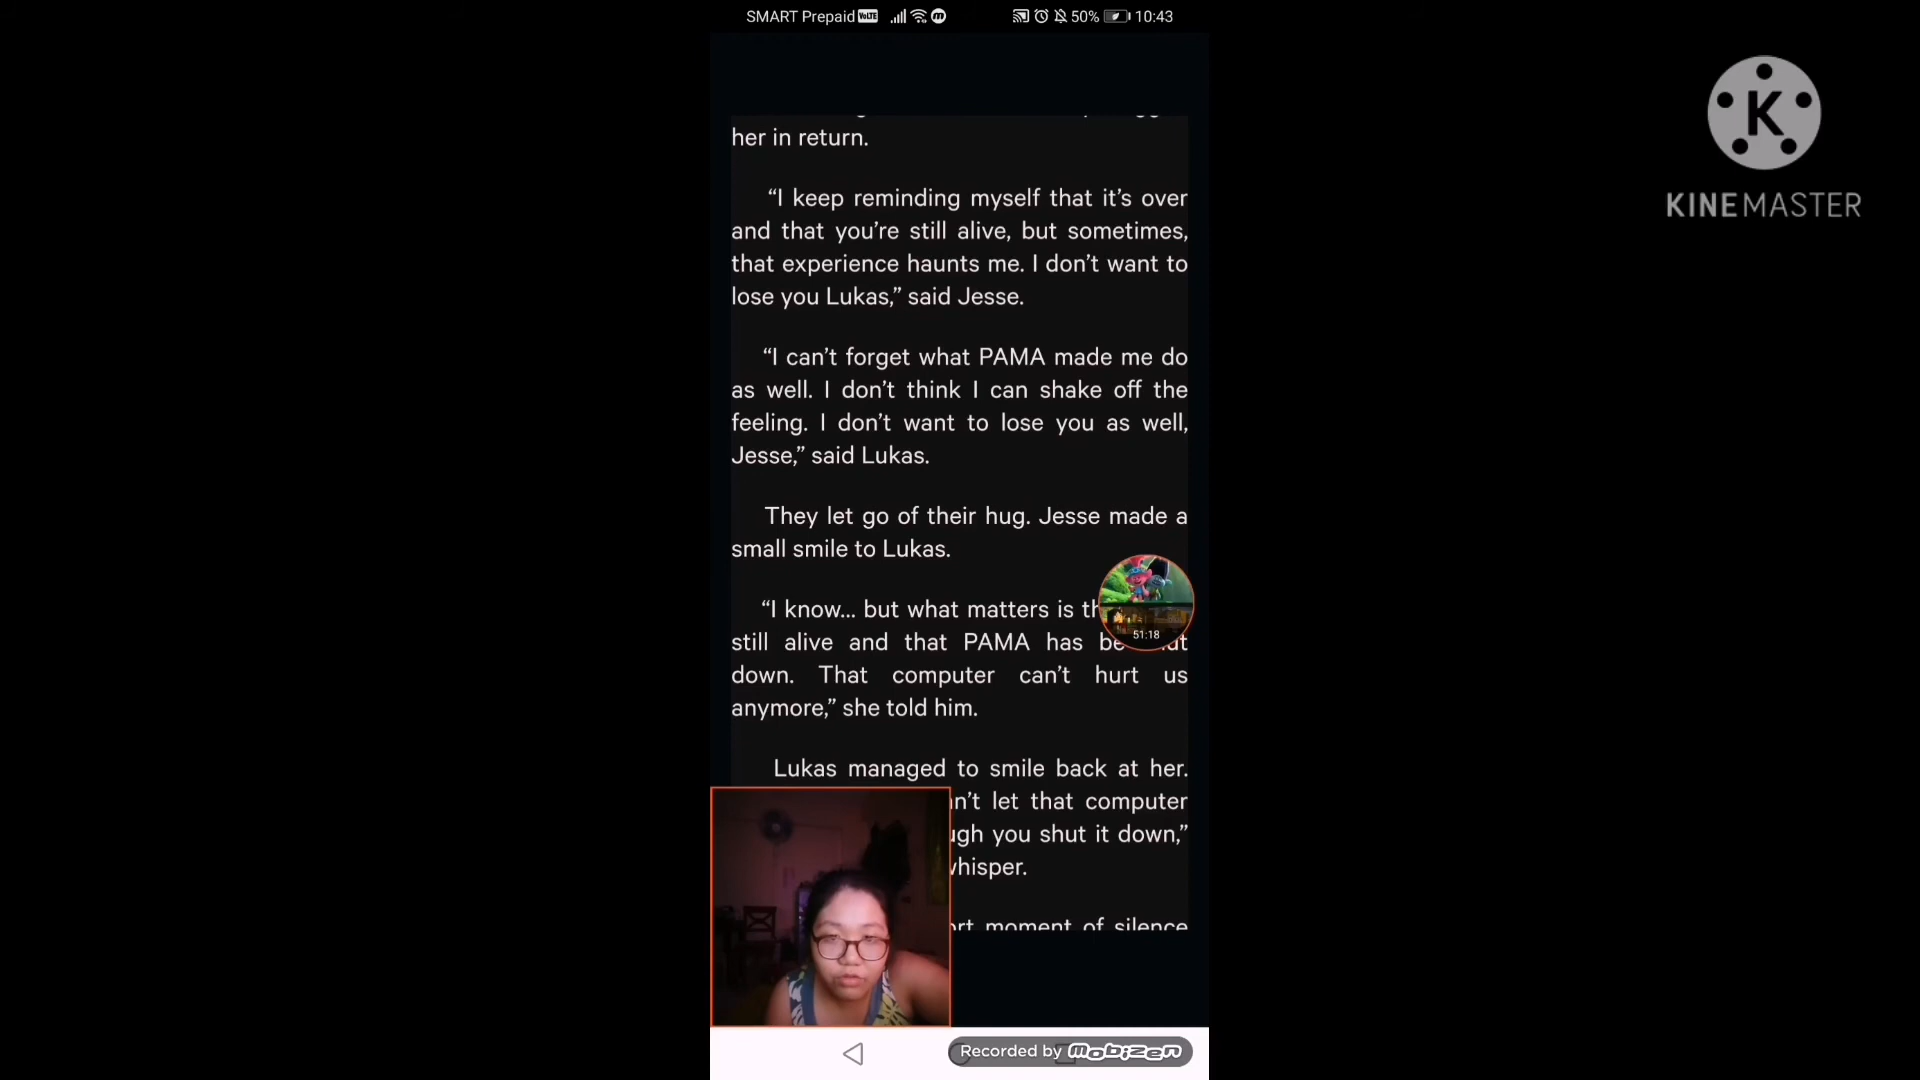 SMART Prepaid VoLTE 50% 10:43
K
KINEMASTER
her in return.
“I keep reminding myself that it’s over
and that you’re still alive, but sometimes,
that experience haunts me. I don’t want to
lose you Lukas,” said Jesse.
“I can’t forget what PAMA made me do
as well. I don’t think I can shake off the
feeling. I don’t want to lose you as well,
Jesse,” said Lukas.
They let go of their hug. Jesse made a
small smile to Lukas.
“I know... but what matters is
still alive and that PAMA has
51:18
down. That computer can’t hurt us
anymore,” she told him.
Lukas managed to smile back at her.
let that computer
you shut it down,”
whisper.
moment of silence
Recorded by mobizen